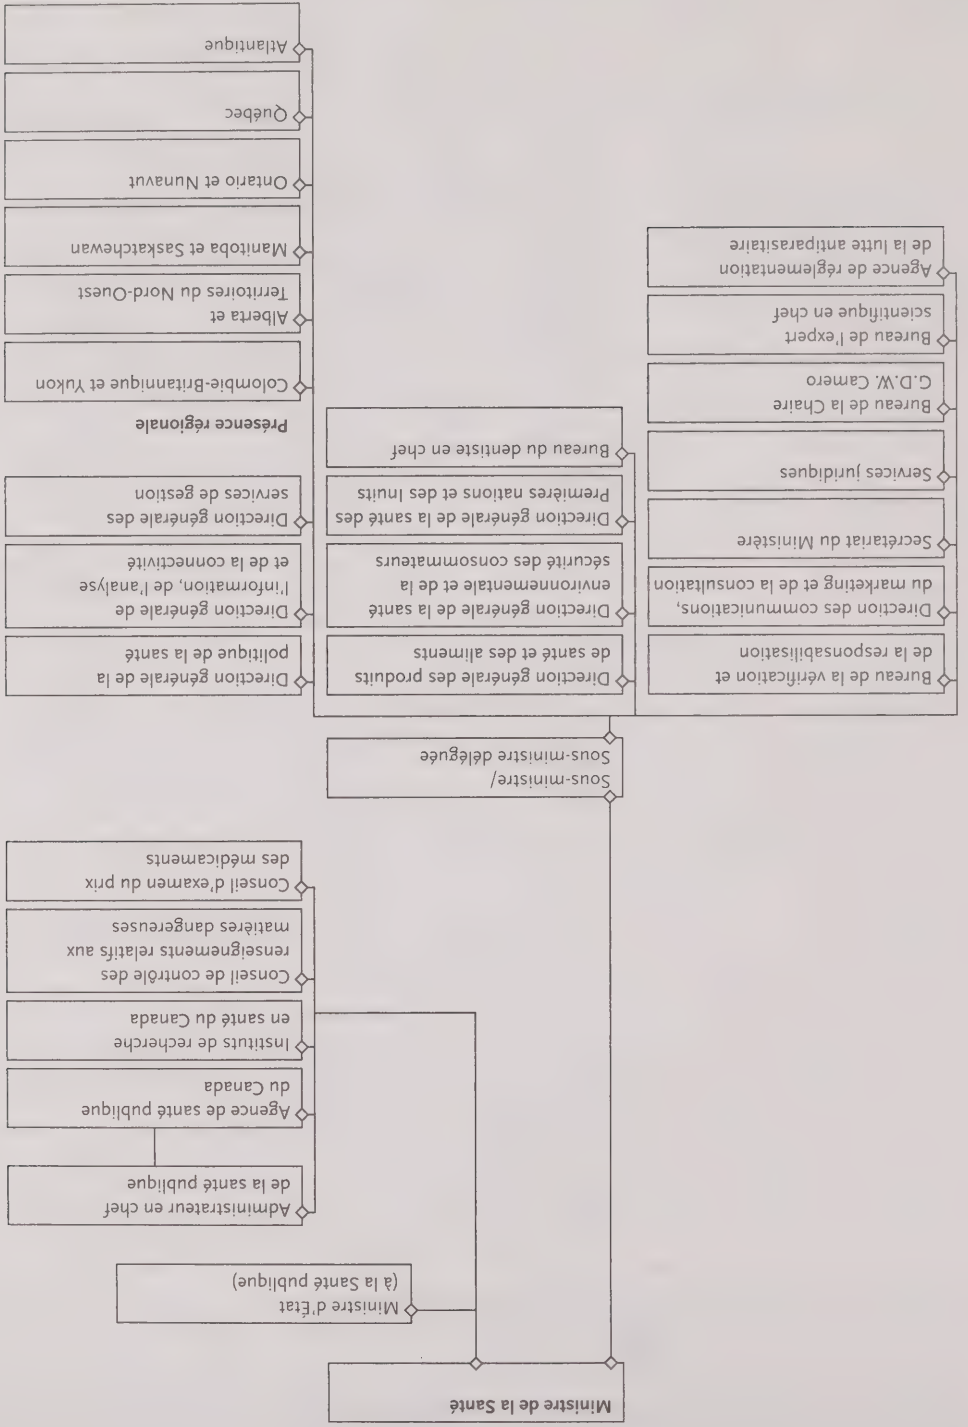 Ministre de la Santé
Ministre d'État
(à la Santé publique)
Administrateur en chef
de la santé publique
Agence de santé publique
du Canada
Instituts de recherche
en santé du Canada
Conseil de contrôle des
renseignements relatifs aux
matières dangereuses
Conseil d'examen du prix
des médicaments
Sous-ministre/
Sous-ministre déléguée
Bureau de la vérification et
de la responsabilisation
Direction des communications,
du marketing et de la consultation
Secrétariat du Ministère
Services juridiques
Bureau de la Chaire
G.D.W. Camero
Bureau de l'expert
scientifique en chef
Agence de réglementation
de la lutte antiparasitaire
Direction générale des produits
de santé et des aliments
Direction générale de la santé
environnementale et de la
sécurité des consommateurs
Direction générale de la santé des
Premières nations et des Inuits
Bureau du dentiste en chef
Direction générale de la
politique de la santé
Direction générale de
l'information, de l'analyse
et de la connectivité
Direction générale des
services de gestion
Présence régionale
Colombie-Britannique et Yukon
Alberta et
Territoires du Nord-Ouest
Manitoba et Saskatchewan
Ontario et Nunavut
Québec
Atlantique